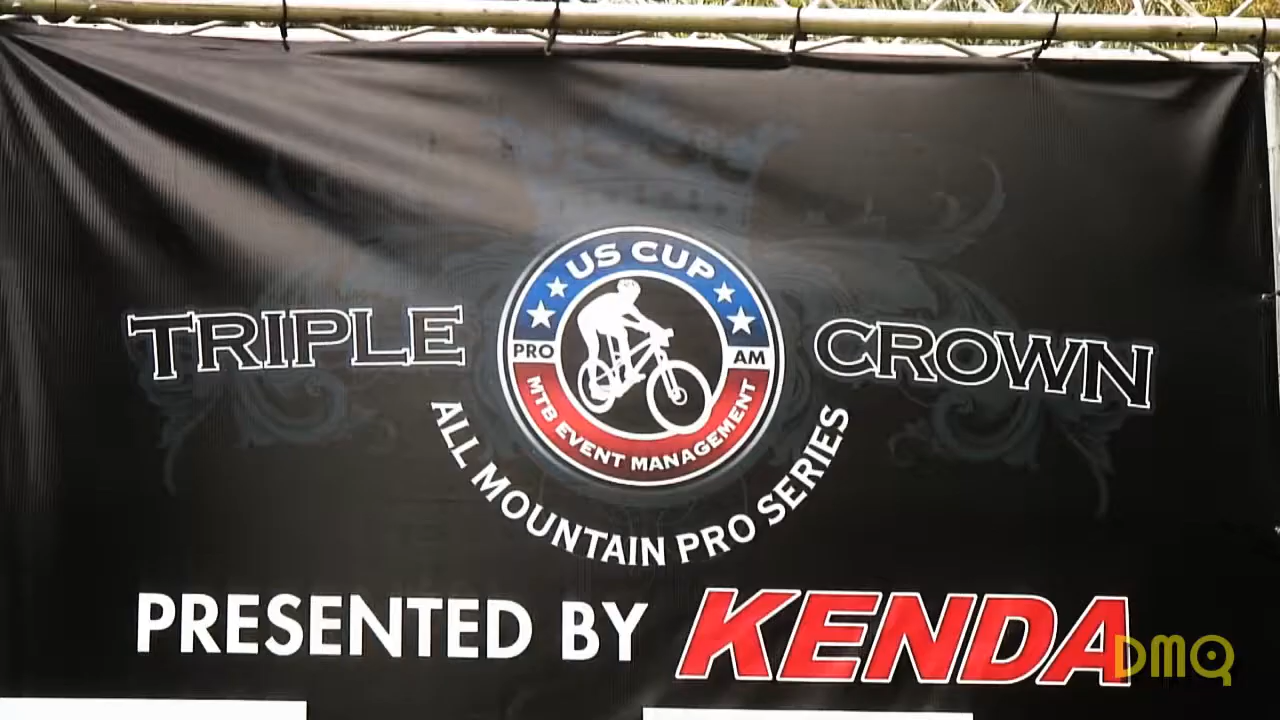 US CUP
TRIPLE
CROWN
PRO
AM
MTB EVENT MANAGEMENT
ALL MOUNTAIN PRO SERIES
PRESENTED BY KENDA
DMQ